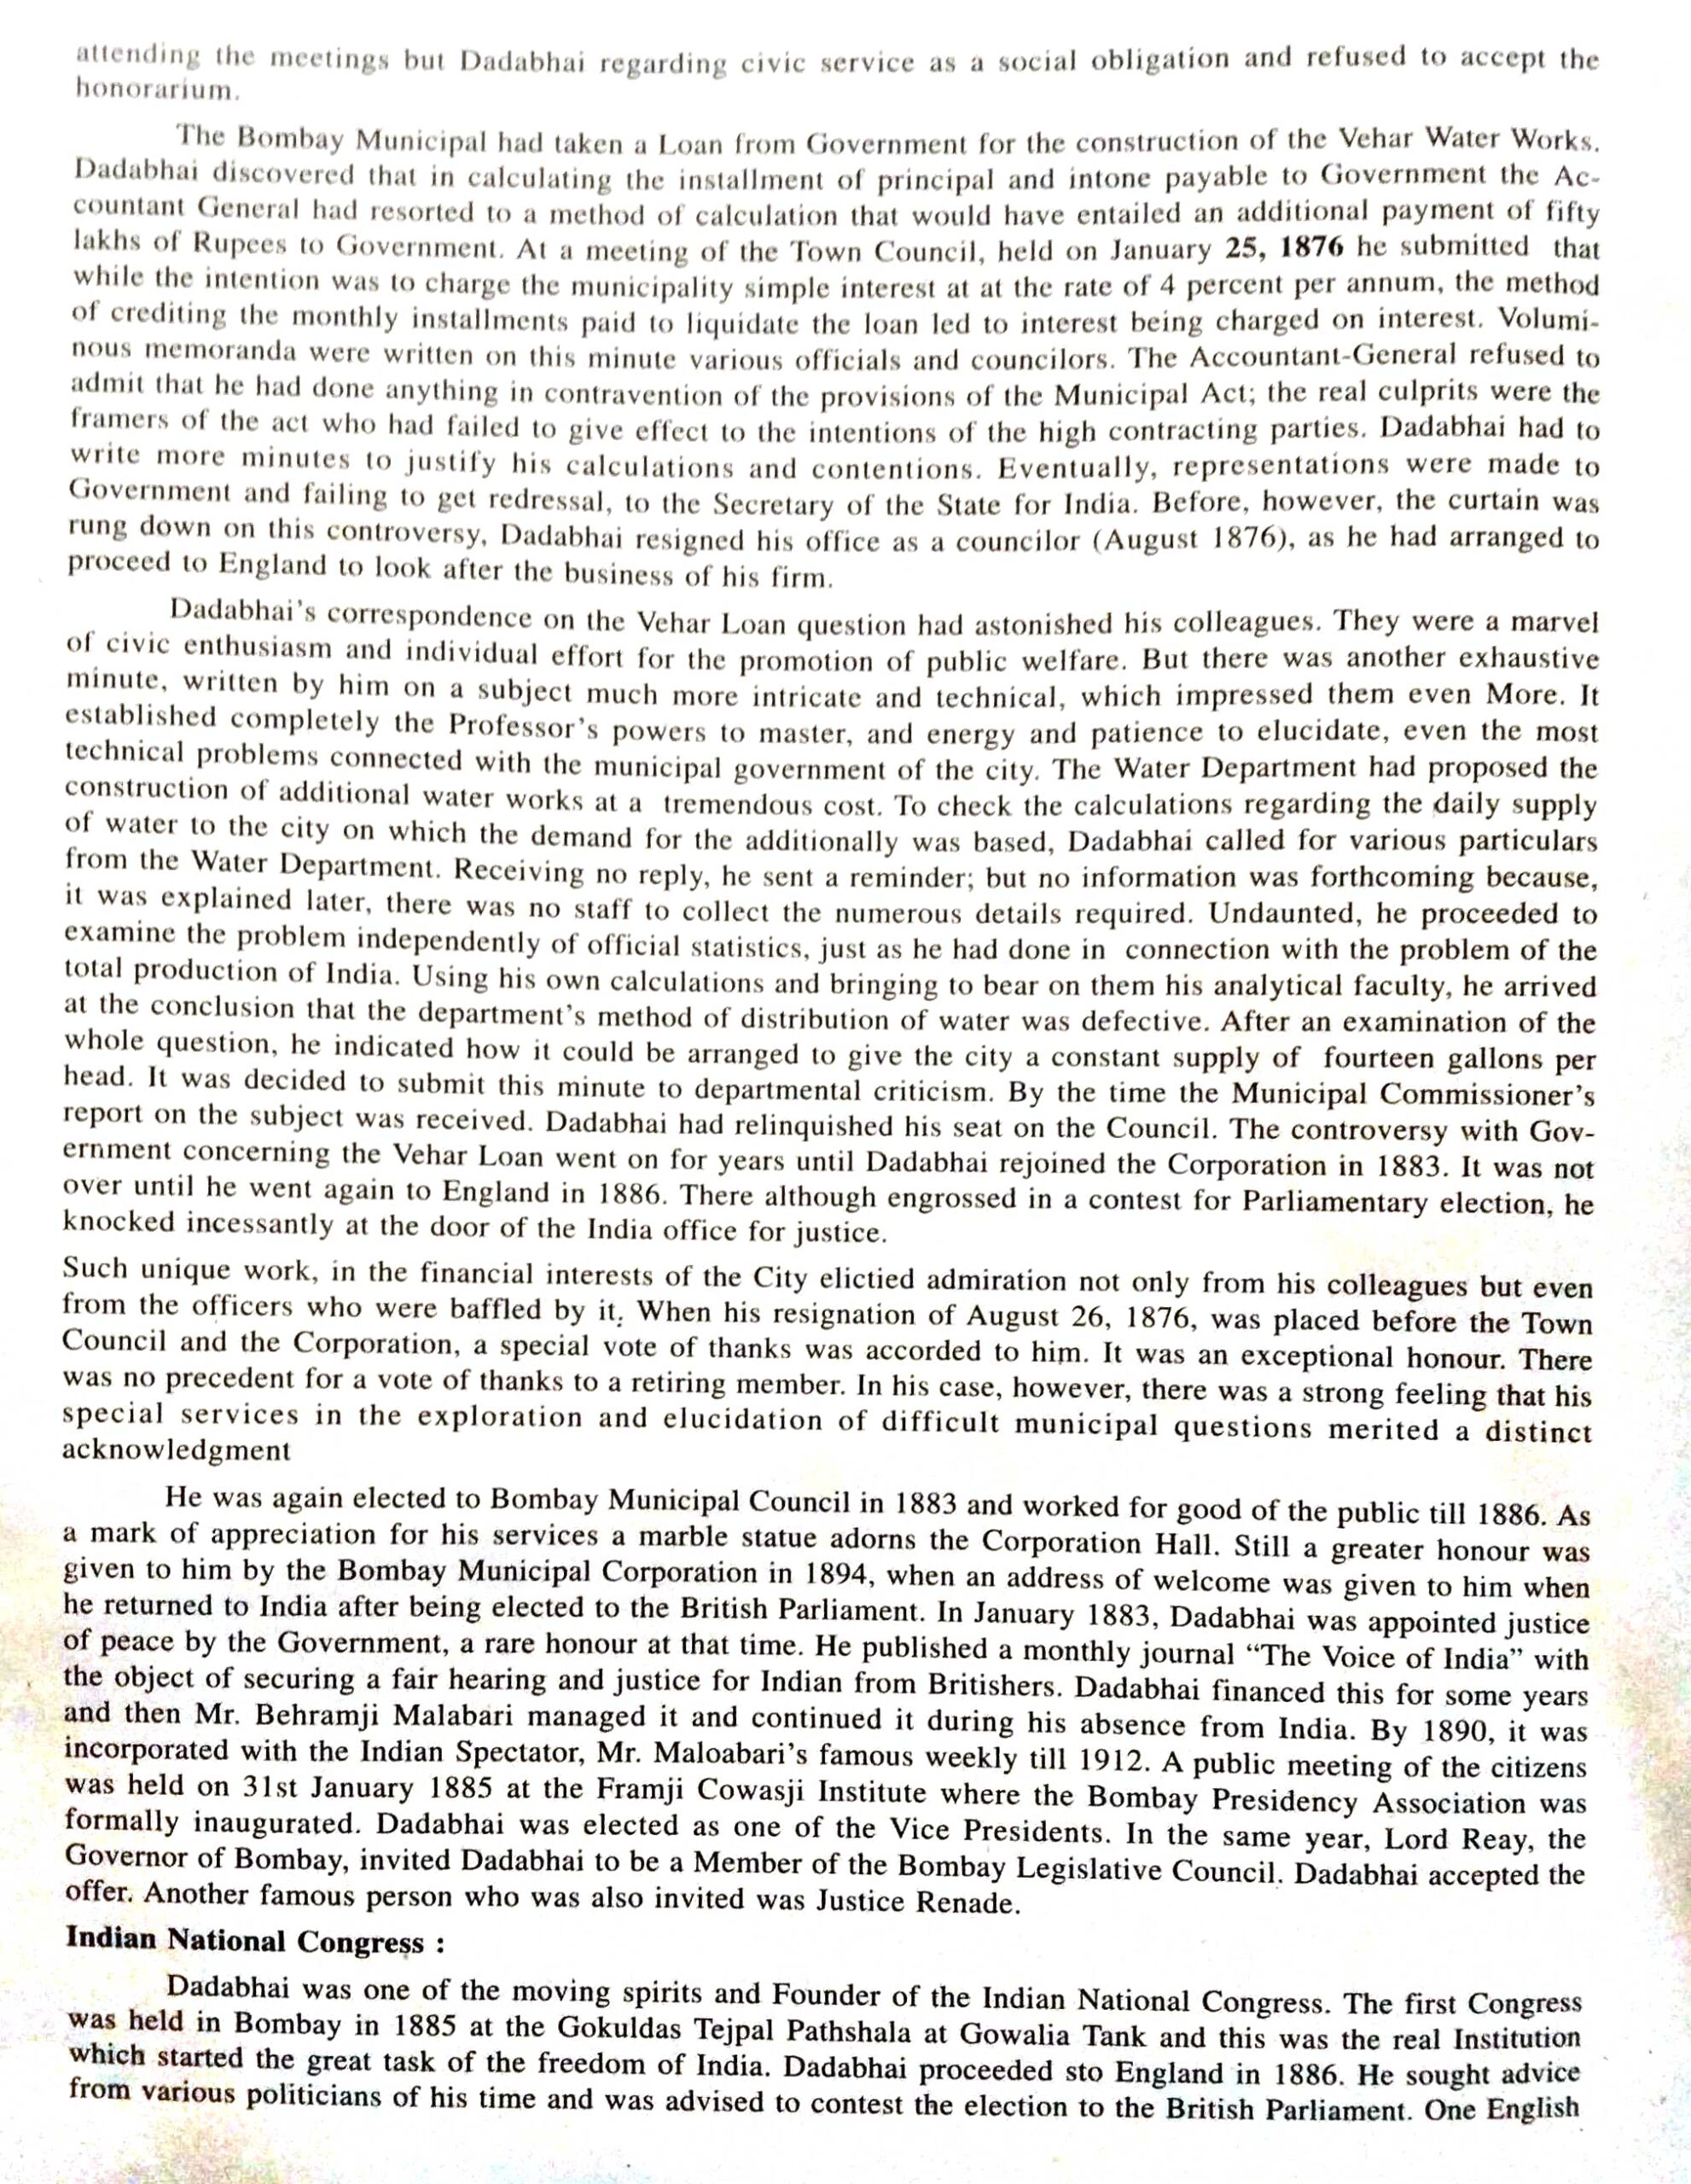 attending the meetings but Dadabhai regarding civic service as a social obligation and refused to accept the
honorarium.
The Bombay Municipal had taken a Loan from Government for the construction of the Vehar Water Works.
Dadabhai discovered that in calculating the installment of principal and intone payable to Government the Ac-
countant General had resorted to a method of calculation that would have entailed an additional payment of fifty
lakhs of Rupees to Government. At a meeting of the Town Council, held on January 25, 1876 he submitted that
while the intention was to charge the municipality simple interest at at the rate of 4 percent per annum, the method
of crediting the monthly installments paid to liquidate the loan led to interest being charged on interest. Volumi-
nous memoranda were written on this minute various officials and councilors. The Accountant-General refused to
admit that he had done anything in contravention of the provisions of the Municipal Act; the real culprits were the
framers of the act who had failed to give effect to the intentions of the high contracting parties. Dadabhai had to
write more minutes to justify his calculations and contentions. Eventually, representations were made to
Government and failing to get redressal, to the Secretary of the State for India. Before, however, the curtain was
rung down on this controversy, Dadabhai resigned his office as a councilor (August 1876), as he had arranged to
proceed to England to look after the business of his firm.
Dadabhai's correspondence on the Vehar Loan question had astonished his colleagues. They were a marvel
of civic enthusiasm and individual effort for the promotion of public welfare. But there was another exhaustive
minute, written by him on a subject much more intricate and technical, which impressed them even More. It
established completely the Professor's powers to master, and energy and patience to elucidate, even the most
technical problems connected with the municipal government of the city. The Water Department had proposed the
construction of additional water works at a tremendous cost. To check the calculations regarding the daily supply
of water to the city on which the demand for the additionally was based, Dadabhai called for various particulars
from the Water Department. Receiving no reply, he sent a reminder; but no information was forthcoming because,
it was explained later, there was no staff to collect the numerous details required. Undaunted, he proceeded to
examine the problem independently of official statistics, just as he had done in connection with the problem of the
total production of India. Using his own calculations and bringing to bear on them his analytical faculty, he arrived
at the conclusion that the department's method of distribution of water was defective. After an examination of the
whole question, he indicated how it could be arranged to give the city a constant supply of fourteen gallons per
head. It was decided to submit this minute to departmental criticism. By the time the Municipal Commissioner's
report on the subject was received. Dadabhai had relinquished his seat on the Council. The controversy with Gov-
ernment concerning the Vehar Loan went on for years until Dadabhai rejoined the Corporation in 1883. It was not
over until he went again to England in 1886. There although engrossed in a contest for Parliamentary election, he
knocked incessantly at the door of the India office for justice.
Such unique work, in the financial interests of the City elictied admiration not only from his colleagues but even
from the officers who were baffled by it. When his resignation of August 26, 1876, was placed before the Town
Council and the Corporation, a special vote of thanks was accorded to him. It was an exceptional honour. There
was no precedent for a vote of thanks to a retiring member. In his case, however, there was a strong feeling that his
special services in the exploration and elucidation of difficult municipal questions merited a distinct
acknowledgment
He was again elected to Bombay Municipal Council in 1883 and worked for good of the public till 1886. As
a mark of appreciation for his services a marble statue adorns the Corporation Hall. Still a greater honour was
given to him by the Bombay Municipal Corporation in 1894, when an address of welcome was given to him when
he returned to India after being elected to the British Parliament. In January 1883, Dadabhai was appointed justice
of peace by the Government, a rare honour at that time. He published a monthly journal “The Voice of India” with
the object of securing a fair hearing and justice for Indian from Britishers. Dadabhai financed this for some years
and then Mr. Behramji Malabari managed it and continued it during his absence from India. By 1890, it was
incorporated with the Indian Spectator, Mr. Maloabari's famous weekly till 1912. A public meeting of the citizens
was held on 31st January 1885 at the Framji Cowasji Institute where the Bombay Presidency Association was
formally inaugurated. Dadabhai was elected as one of the Vice Presidents. In the same year, Lord Reay, the
Governor of Bombay, invited Dadabhai to be a Member of the Bombay Legislative Council. Dadabhai accepted the
offer. Another famous person who was also invited was Justice Renade.
Indian National Congress :
Dadabhai was one of the moving spirits and Founder of the Indian National Congress. The first Congress
was held in Bombay in 1885 at the Gokuldas Tejpal Pathshala at Gowalia Tank and this was the real Institution
which started the great task of the freedom of India. Dadabhai proceeded sto England in 1886. He sought advice
from various politicians of his time and was advised to contest the election to the British Parliament. One English